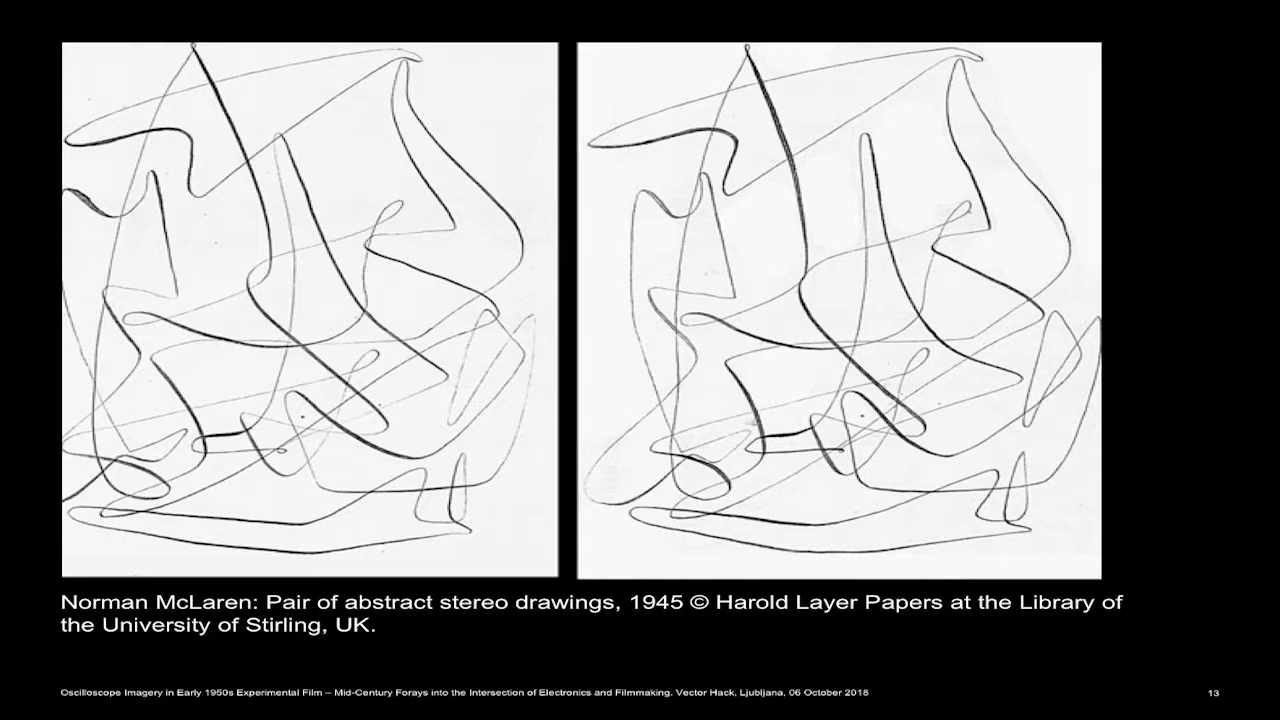 Norman McLaren: Pair of abstract stereo drawings, 1945 © Harold Layer Papers at the Library of
the University of Stirling, UK.
Oscilloscope Imagery in Early 1950s Experimental Film – Mid-Century Forays into the Intersection of Electronics and Filmmaking. Vector Hack, Ljubljana, 06 October 2018
13